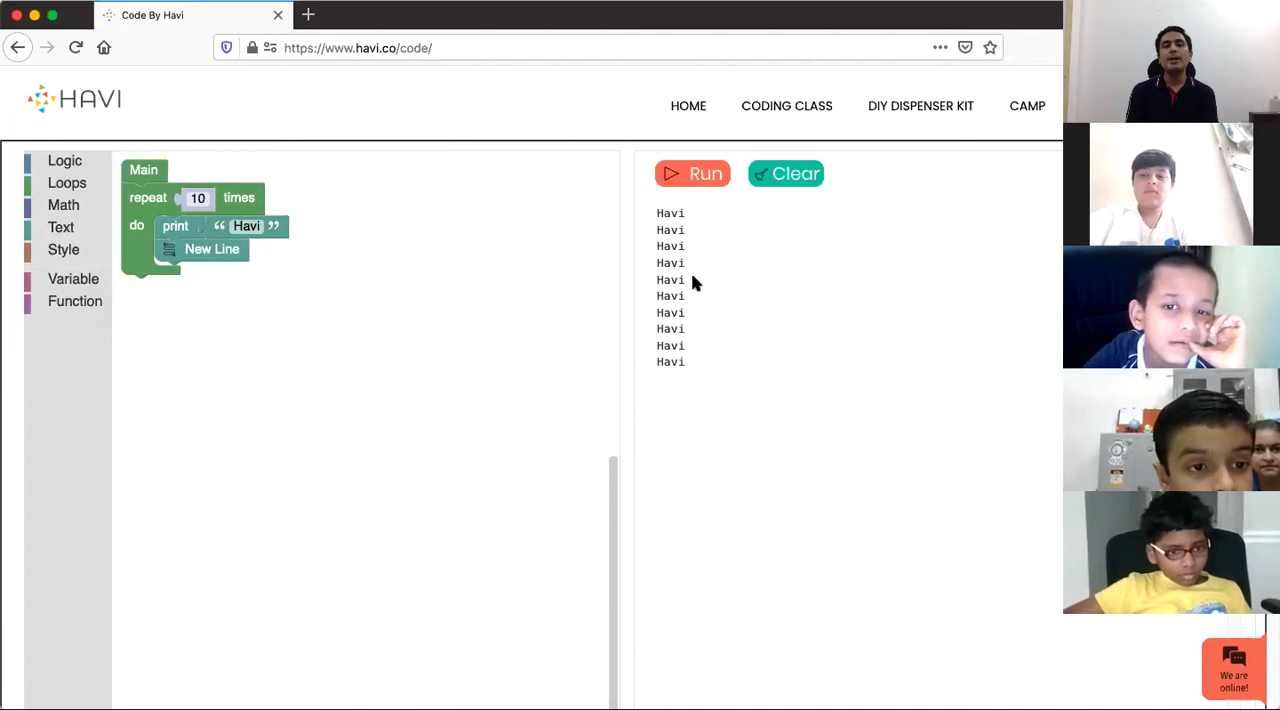 Code By Havi
https://www.havi.co/code/
HAVI
HOME CODING CLASS DIY DISPENSER KIT CAMP
Logic
Loops
Math
Text
Style
Variable
Function
Main
repeat 10 times
do print “ Havi ”
New Line
Run Clear
Havi
Havi
Havi
Havi
Havi
Havi
Havi
Havi
Havi
Havi
We are
online!